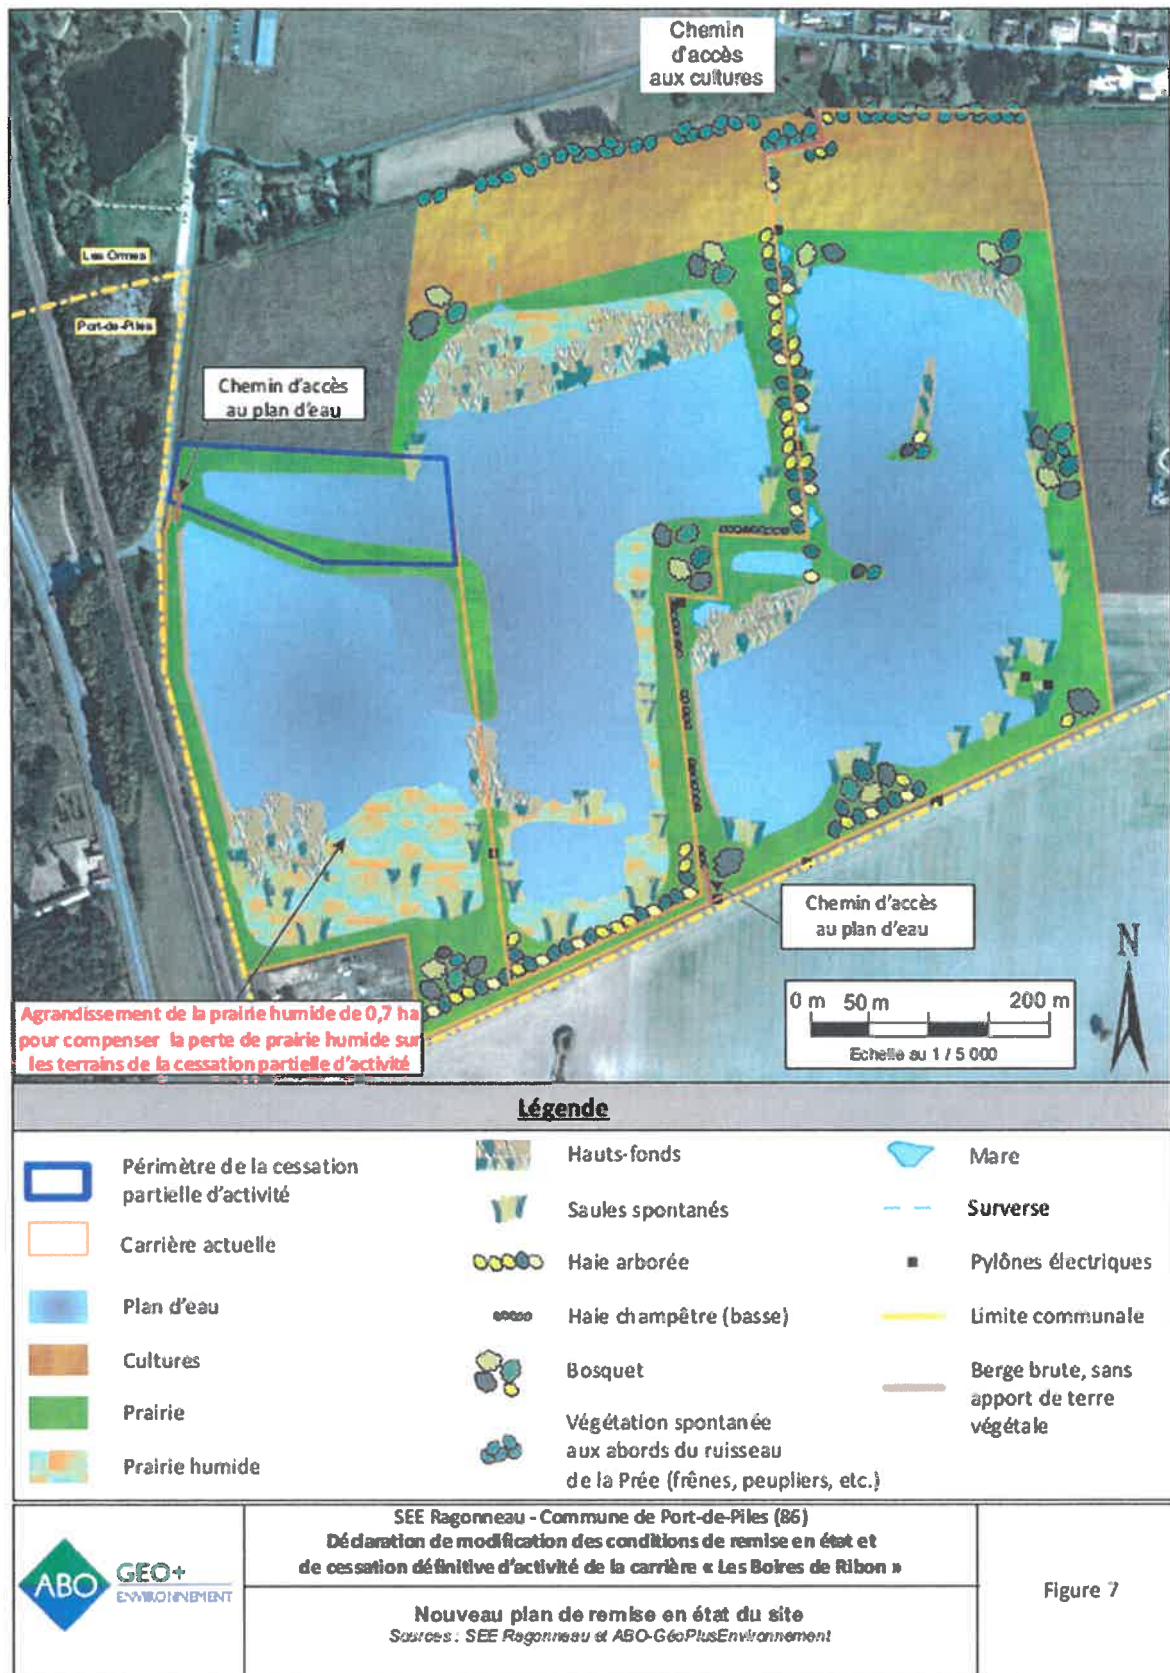 Chemin
d'accès
aux cultures
Les Ormes
Port-de-Piles
Chemin d'accès
au plan d'eau
Chemin d'accès
au plan d'eau
N
0 m 50 m 200 m
Echelle au 1 / 5 000
Agrandissement de la prairie humide de 0,7 ha
pour compenser la perte de prairie humide sur
les terrains de la cessation partielle d'activité
Légende
Périmètre de la cessation
partielle d'activité
Carrière actuelle
Plan d'eau
Cultures
Prairie
Prairie humide
Hauts-fonds
Saules spontanés
Haie arborée
Haie champêtre (basse)
Bosquet
Végétation spontanée
aux abords du ruisseau
de la Prée (frênes, peupliers, etc.)
Mare
Surverse
Pylônes électriques
Limite communale
Berge brute, sans
apport de terre
végétale
ABO
GEO+
ENVIRONNEMENT
SEE Ragonneau - Commune de Port-de-Piles (86)
Déclaration de modification des conditions de remise en état et
de cessation définitive d'activité de la carrière « Les Boires de Ribon »
Nouveau plan de remise en état du site
Sources : SEE Ragonneau et ABO-GéoPlusEnvironnement
Figure 7